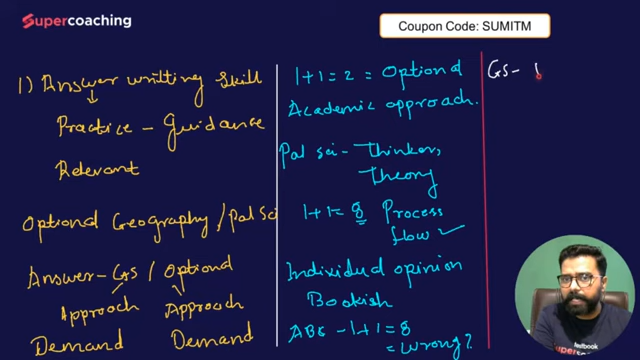 Supercoaching
Coupon Code: SUMITM
1) Answer writting Skill
Practice - Guidance
Relevant
Optional Geography / Pol Sci
Answer - GS / Optional
Approach Approach
Demand Demand
1+1=2 = Optional
Academic approach.
Pol sci - Thinker,
Theory
1+1=8 Process
flow
Individual opinion
Bookish
ABC - 1+1=8
= Wrong?
GS- 1
testbook